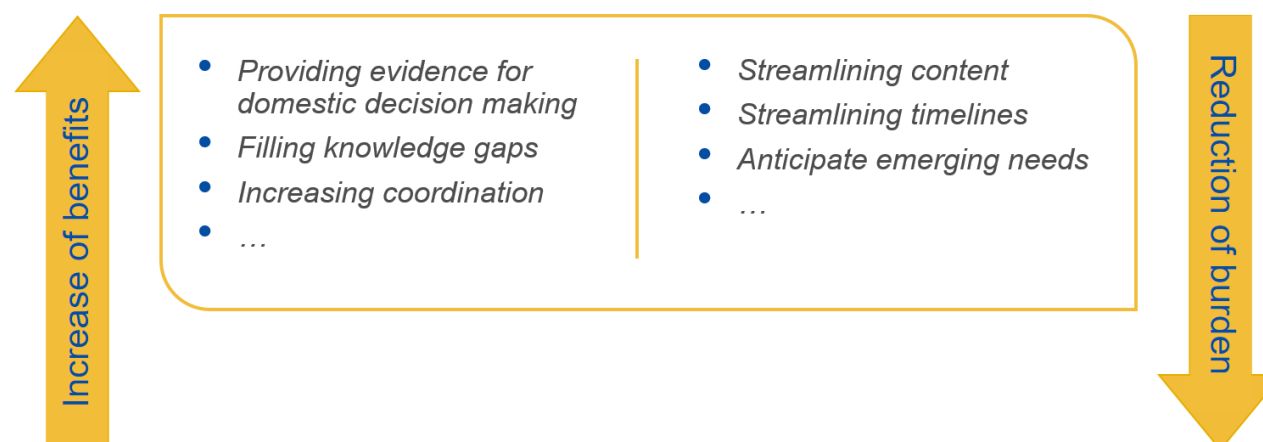 Increase of benefits
• Providing evidence for
domestic decision making
• Filling knowledge gaps
• Increasing coordination
• …
• Streamlining content
• Streamlining timelines
• Anticipate emerging needs
• …
Reduction of burden